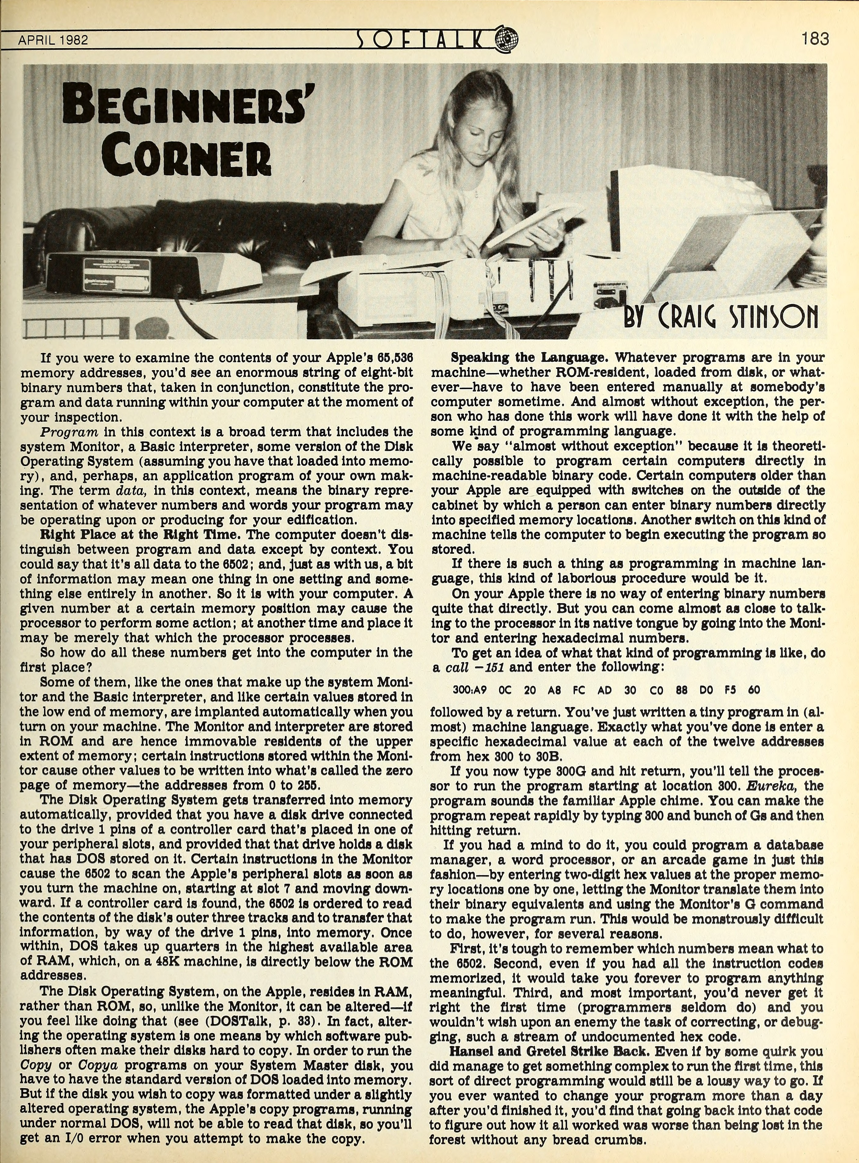 APRIL 1982
SOFTALK
183
BEGINNERS'
CORNER
BY CRAIG STINSON
If you were to examine the contents of your Apple's 65,536
memory addresses, you'd see an enormous string of eight-bit
binary numbers that, taken in conjunction, constitute the pro-
gram and data running within your computer at the moment of
your inspection.
Program in this context is a broad term that includes the
system Monitor, a Basic interpreter, some version of the Disk
Operating System (assuming you have that loaded into memo-
ry), and, perhaps, an application program of your own mak-
ing. The term data, in this context, means the binary repre-
sentation of whatever numbers and words your program may
be operating upon or producing for your edification.
Right Place at the Right Time. The computer doesn't dis-
tinguish between program and data except by context. You
could say that it's all data to the 6502; and, just as with us, a bit
of information may mean one thing in one setting and some-
thing else entirely in another. So it is with your computer. A
given number at a certain memory position may cause the
processor to perform some action; at another time and place it
may be merely that which the processor processes.
So how do all these numbers get into the computer in the
first place?
Some of them, like the ones that make up the system Moni-
tor and the Basic interpreter, and like certain values stored in
the low end of memory, are implanted automatically when you
turn on your machine. The Monitor and interpreter are stored
in ROM and are hence immovable residents of the upper
extent of memory; certain instructions stored within the Moni-
tor cause other values to be written into what's called the zero
page of memory—the addresses from 0 to 255.
The Disk Operating System gets transferred into memory
automatically, provided that you have a disk drive connected
to the drive 1 pins of a controller card that's placed in one of
your peripheral slots, and provided that that drive holds a disk
that has DOS stored on it. Certain instructions in the Monitor
cause the 6502 to scan the Apple's peripheral slots as soon as
you turn the machine on, starting at slot 7 and moving down-
ward. If a controller card is found, the 6502 is ordered to read
the contents of the disk's outer three tracks and to transfer that
information, by way of the drive 1 pins, into memory. Once
within, DOS takes up quarters in the highest available area
of RAM, which, on a 48K machine, is directly below the ROM
addresses.
The Disk Operating System, on the Apple, resides in RAM,
rather than ROM, so, unlike the Monitor, it can be altered—if
you feel like doing that (see (DOSTalk, p. 33). In fact, alter-
ing the operating system is one means by which software pub-
lishers often make their disks hard to copy. In order to run the
Copy or Copya programs on your System Master disk, you
have to have the standard version of DOS loaded into memory.
But if the disk you wish to copy was formatted under a slightly
altered operating system, the Apple's copy programs, running
under normal DOS, will not be able to read that disk, so you'll
get an I/O error when you attempt to make the copy.
Speaking the Language. Whatever programs are in your
machine—whether ROM-resident, loaded from disk, or what-
ever—have to have been entered manually at somebody's
computer sometime. And almost without exception, the per-
son who has done this work will have done it with the help of
some kind of programming language.
We say "almost without exception" because it is theoreti-
cally possible to program certain computers directly in
machine-readable binary code. Certain computers older than
your Apple are equipped with switches on the outside of the
cabinet by which a person can enter binary numbers directly
into specified memory locations. Another switch on this kind of
machine tells the computer to begin executing the program so
stored.
If there is such a thing as programming in machine lan-
guage, this kind of laborious procedure would be it.
On your Apple there is no way of entering binary numbers
quite that directly. But you can come almost as close to talk-
ing to the processor in its native tongue by going into the Moni-
tor and entering hexadecimal numbers.
To get an idea of what that kind of programming is like, do
a call −151 and enter the following:
300:A9 0C 20 A8 FC AD 30 C0 88 D0 F5 60
followed by a return. You've just written a tiny program in (al-
most) machine language. Exactly what you've done is enter a
specific hexadecimal value at each of the twelve addresses
from hex 300 to 30B.
If you now type 300G and hit return, you'll tell the proces-
sor to run the program starting at location 300. Eureka, the
program sounds the familiar Apple chime. You can make the
program repeat rapidly by typing 300 and bunch of Gs and then
hitting return.
If you had a mind to do it, you could program a database
manager, a word processor, or an arcade game in just this
fashion—by entering two-digit hex values at the proper memo-
ry locations one by one, letting the Monitor translate them into
their binary equivalents and using the Monitor's G command
to make the program run. This would be monstrously difficult
to do, however, for several reasons.
First, it's tough to remember which numbers mean what to
the 6502. Second, even if you had all the instruction codes
memorized, it would take you forever to program anything
meaningful. Third, and most important, you'd never get it
right the first time (programmers seldom do) and you
wouldn't wish upon an enemy the task of correcting, or debug-
ging, such a stream of undocumented hex code.
Hansel and Gretel Strike Back. Even if by some quirk you
did manage to get something complex to run the first time, this
sort of direct programming would still be a lousy way to go. If
you ever wanted to change your program more than a day
after you'd finished it, you'd find that going back into that code
to figure out how it all worked was worse than being lost in the
forest without any bread crumbs.